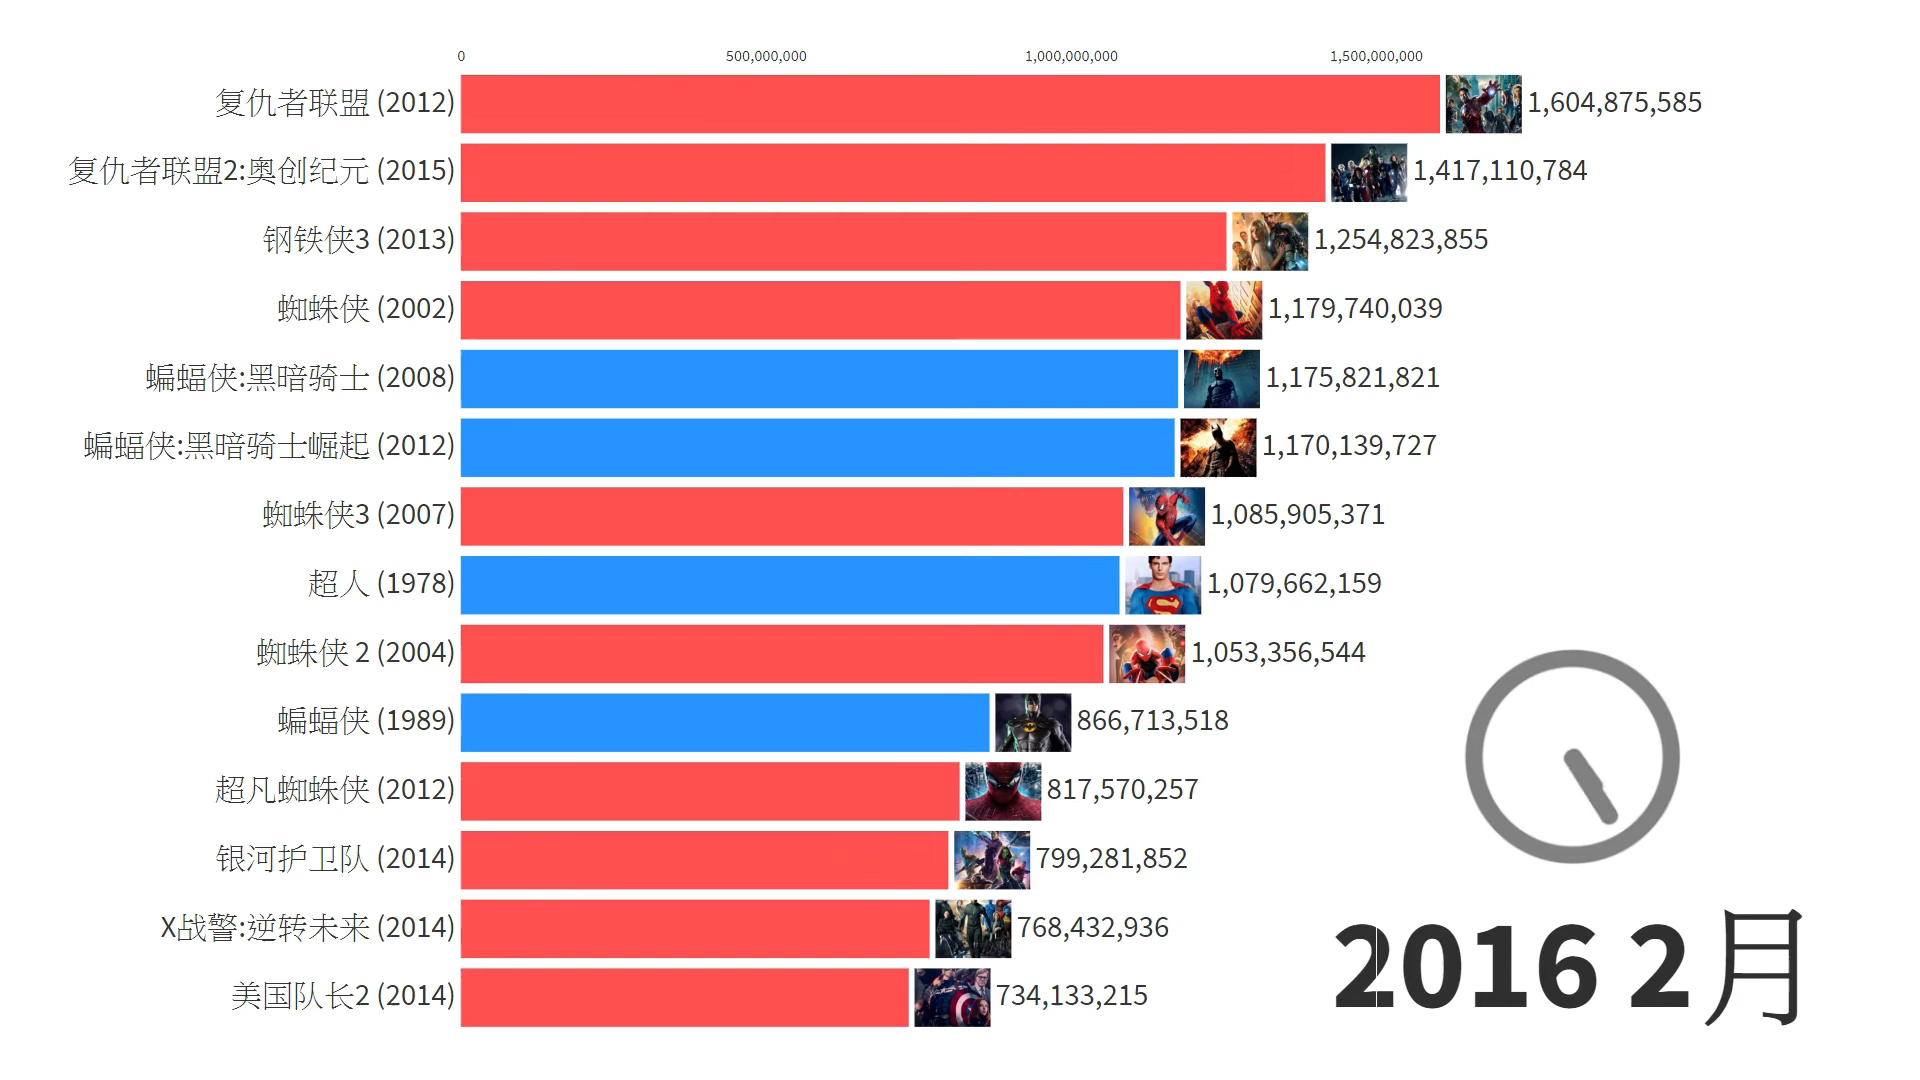 0 500,000,000 1,000,000,000 1,500,000,000
复仇者联盟 (2012) 1,604,875,585
复仇者联盟2:奥创纪元 (2015) 1,417,110,784
钢铁侠3 (2013) 1,254,823,855
蜘蛛侠 (2002) 1,179,740,039
蝙蝠侠:黑暗骑士 (2008) 1,175,821,821
蝙蝠侠:黑暗骑士崛起 (2012) 1,170,139,727
蜘蛛侠3 (2007) 1,085,905,371
超人 (1978) 1,079,662,159
蜘蛛侠 2 (2004) 1,053,356,544
蝙蝠侠 (1989) 866,713,518
超凡蜘蛛侠 (2012) 817,570,257
银河护卫队 (2014) 799,281,852
X战警:逆转未来 (2014) 768,432,936
美国队长2 (2014) 734,133,215
2016 2月